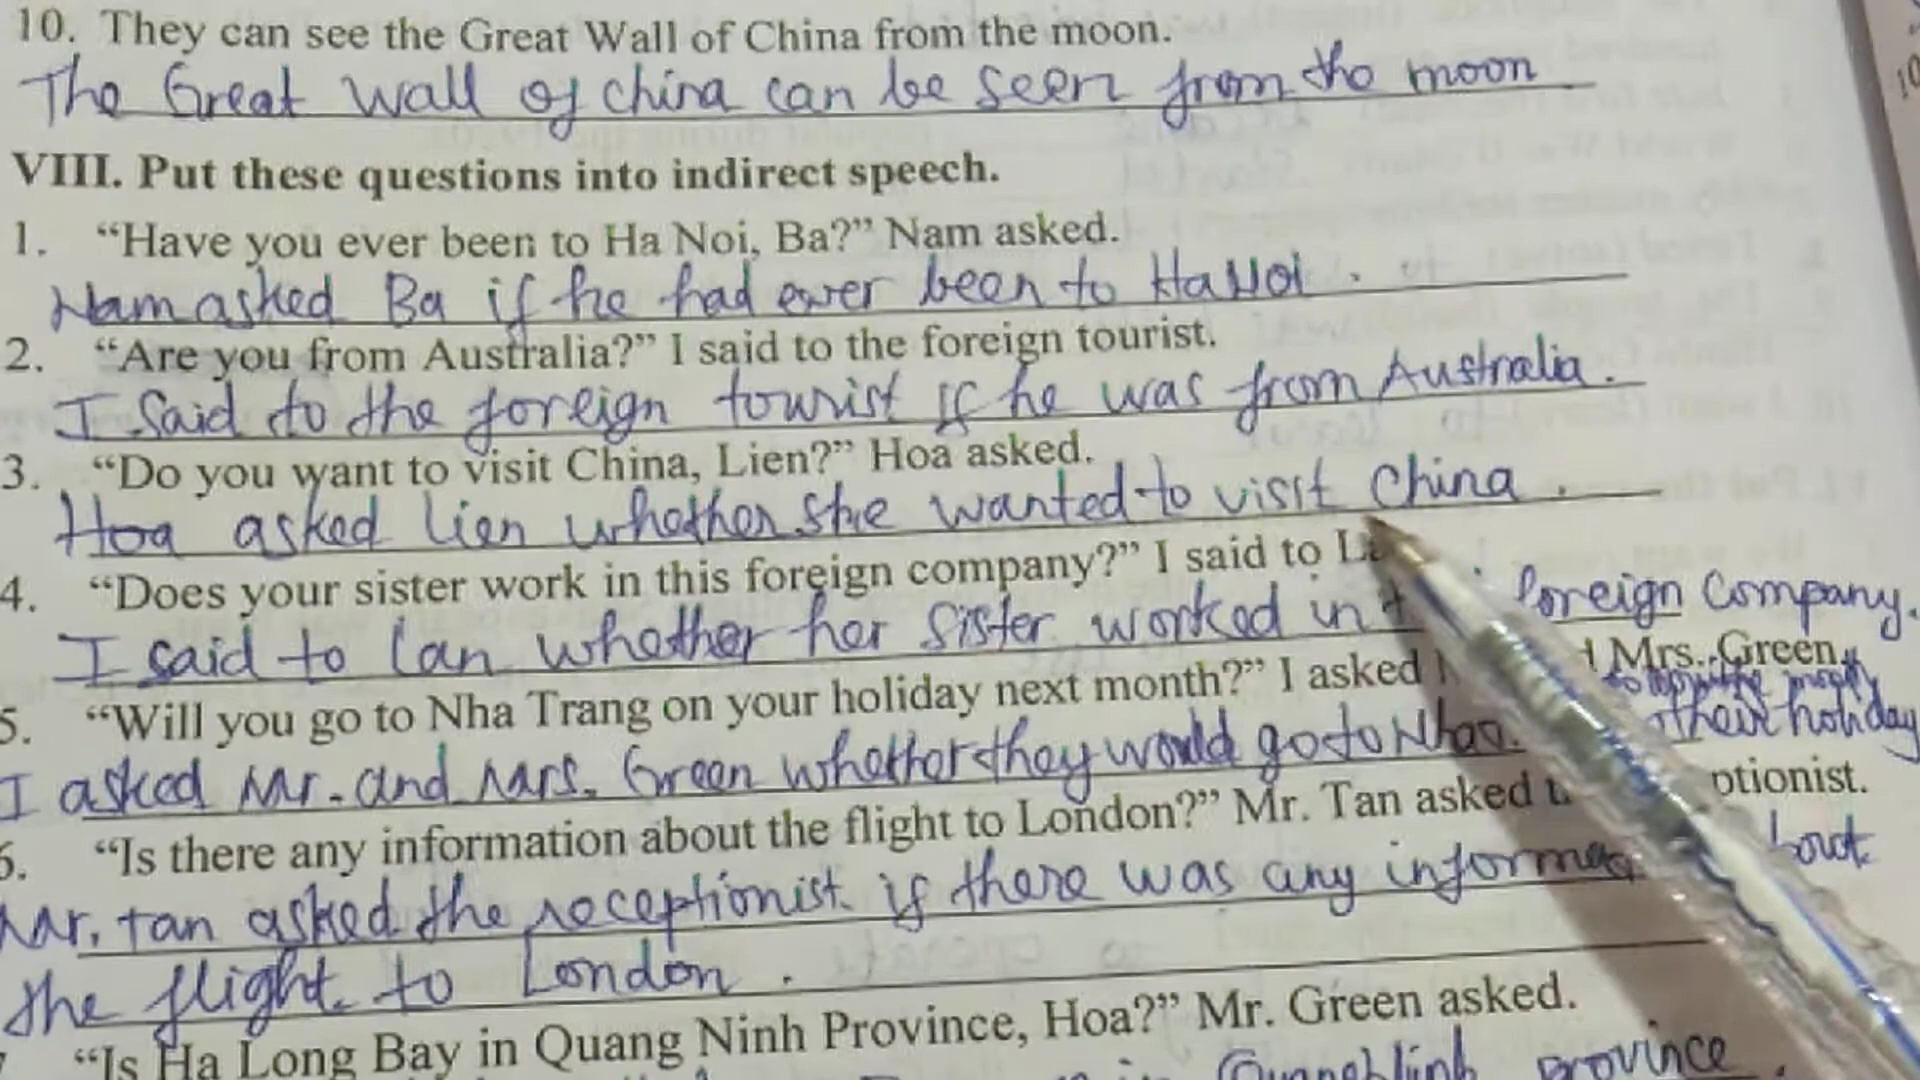 10. They can see the Great Wall of China from the moon.
The Great Wall of china can be seen from the moon
VIII. Put these questions into indirect speech.
1. “Have you ever been to Ha Noi, Ba?” Nam asked.
Nam asked Ba if he had ever been to Ha Noi.
2. “Are you from Australia?” I said to the foreign tourist.
I Said to the foreign tourist if he was from Australia.
3. “Do you want to visit China, Lien?” Hoa asked.
Hoa asked lien whether she wanted to visit China.
4. “Does your sister work in this foreign company?” I said to
I said to lan whether her Sister worked in foreign Company.
5. “Will you go to Nha Trang on your holiday next month?” I asked Mrs. Green.
I asked Mr. and Mrs. Green whether they would go to Nha their holiday
6. “Is there any information about the flight to London?” Mr. Tan asked
Mr. tan asked the receptionist if there was any
the flight to London.
“Is Ha Long Bay in Quang Ninh Province, Hoa?” Mr. Green asked.
in province.